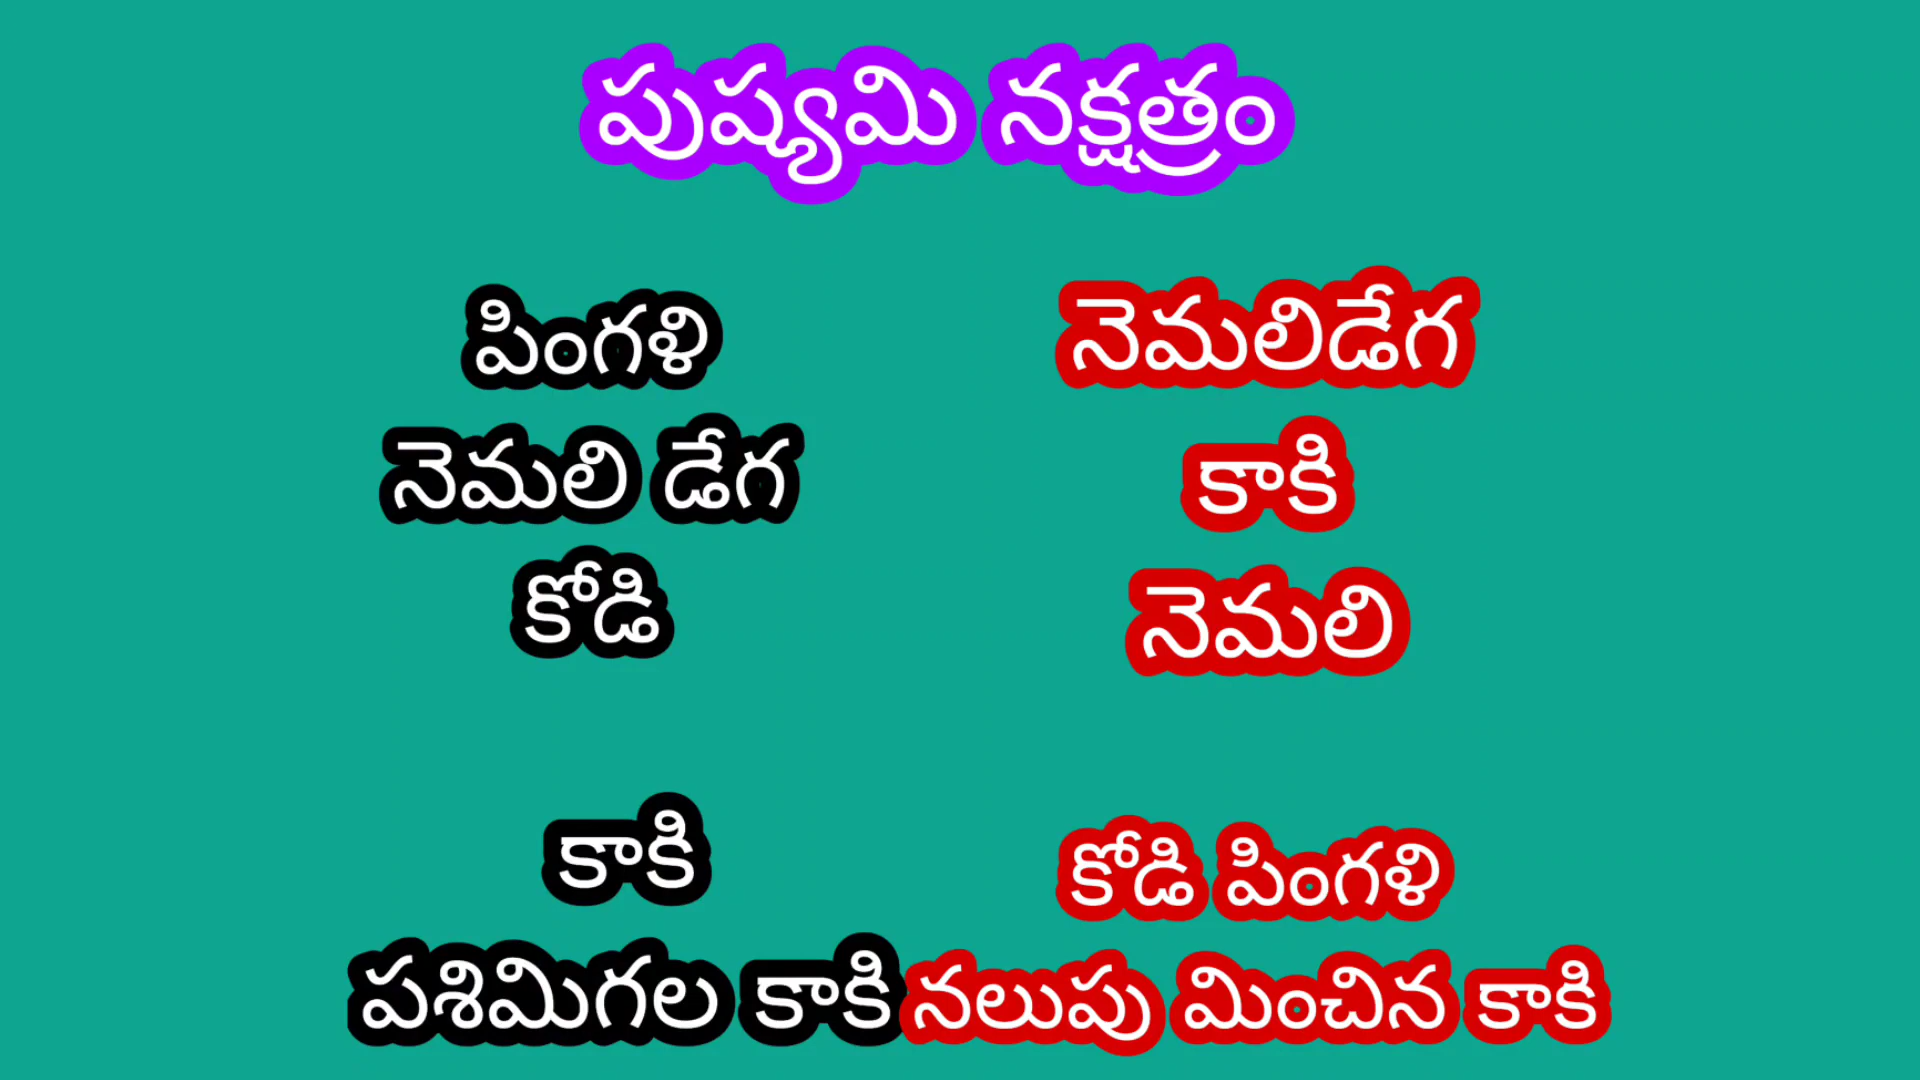 పుష్యమి నక్షత్రం
పింగళి నెమలిడేగ
నెమలి డేగ కాకి
కోడి నెమలి
కాకి కోడి పింగళి
పశిమిగల కాకి నలుపు మించిన కాకి